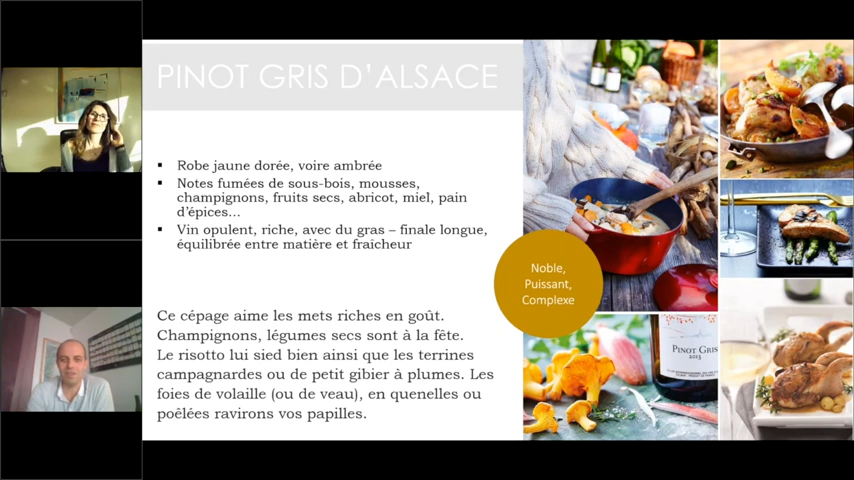 PINOT GRIS D'ALSACE
▪ Robe jaune dorée, voire ambrée
▪ Notes fumées de sous-bois, mousses,
champignons, fruits secs, abricot, miel, pain
d'épices...
▪ Vin opulent, riche, avec du gras – finale longue,
équilibrée entre matière et fraîcheur
Noble,
Puissant,
Complexe
Ce cépage aime les mets riches en goût.
Champignons, légumes secs sont à la fête.
Le risotto lui sied bien ainsi que les terrines
campagnardes ou de petit gibier à plumes. Les
foies de volaille (ou de veau), en quenelles ou
poêlées ravirons vos papilles.
PINOT GRIS
2015